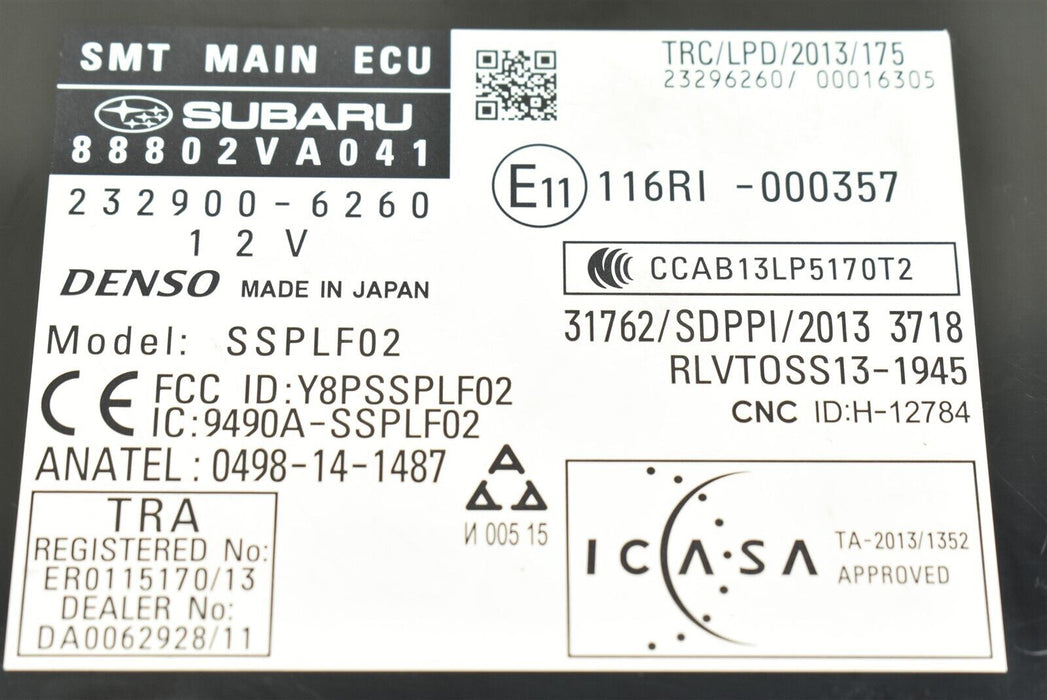 SMT MAIN ECU
SUBARU
88802VA041
232900-6260
12V
DENSO MADE IN JAPAN
Model: SSPLF02
CE FCC ID:Y8PSSPLF02
IC:9490A-SSPLF02
ANATEL:0498-14-1487
TRA
REGISTERED No:
ER0115170/13
DEALER No:
DA0062928/11
TRC/LPD/2013/175
23296260/ 00016305
E11 116RI -000357
CCAB13LP5170T2
31762/SDPPI/2013 3718
RLVTOSS13-1945
CNC ID:H-12784
И 005 15
ICASA
TA-2013/1352
APPROVED